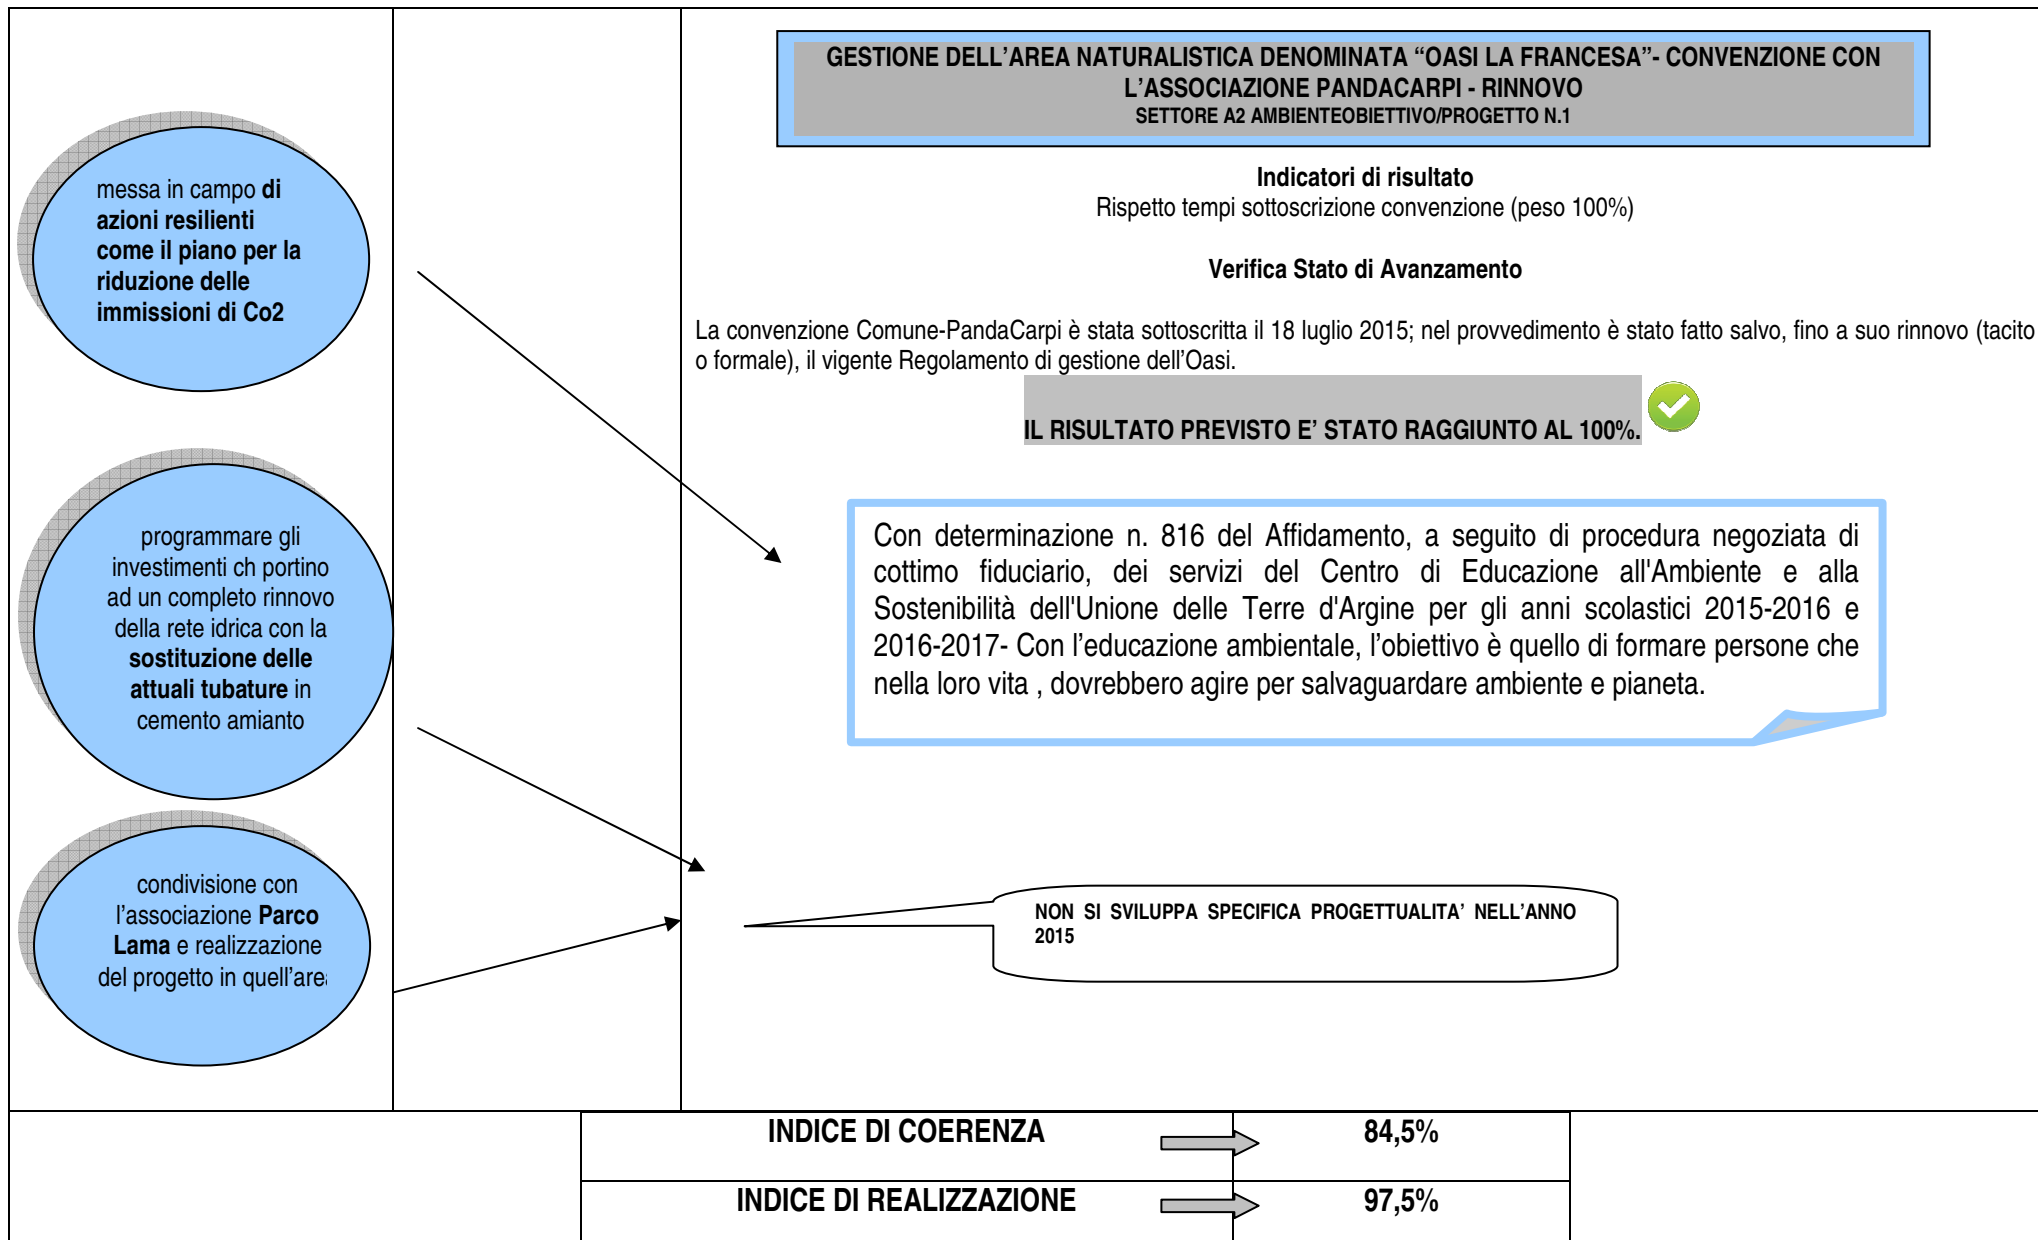 GESTIONE DELL'AREA NATURALISTICA DENOMINATA "OASI LA FRANCESA"- CONVENZIONE CON
L'ASSOCIAZIONE PANDACARPI - RINNOVO
SETTORE A2 AMBIENTEOBIETTIVO/PROGETTO N.1
Indicatori di risultato
Rispetto tempi sottoscrizione convenzione (peso 100%)
Verifica Stato di Avanzamento
La convenzione Comune-PandaCarpi è stata sottoscritta il 18 luglio 2015; nel provvedimento è stato fatto salvo, fino a suo rinnovo (tacito
o formale), il vigente Regolamento di gestione dell'Oasi.
IL RISULTATO PREVISTO E' STATO RAGGIUNTO AL 100%.
messa in campo di
azioni resilienti
come il piano per la
riduzione delle
immissioni di Co2
Con determinazione n. 816 del Affidamento, a seguito di procedura negoziata di
cottimo fiduciario, dei servizi del Centro di Educazione all'Ambiente e alla
Sostenibilità dell'Unione delle Terre d'Argine per gli anni scolastici 2015-2016 e
2016-2017- Con l'educazione ambientale, l'obiettivo è quello di formare persone che
nella loro vita , dovrebbero agire per salvaguardare ambiente e pianeta.
programmare gli
investimenti ch portino
ad un completo rinnovo
della rete idrica con la
sostituzione delle
attuali tubature in
cemento amianto
condivisione con
l'associazione Parco
Lama e realizzazione
del progetto in quell'are
NON SI SVILUPPA SPECIFICA PROGETTUALITA' NELL'ANNO
2015
INDICE DI COERENZA 84,5%
INDICE DI REALIZZAZIONE 97,5%